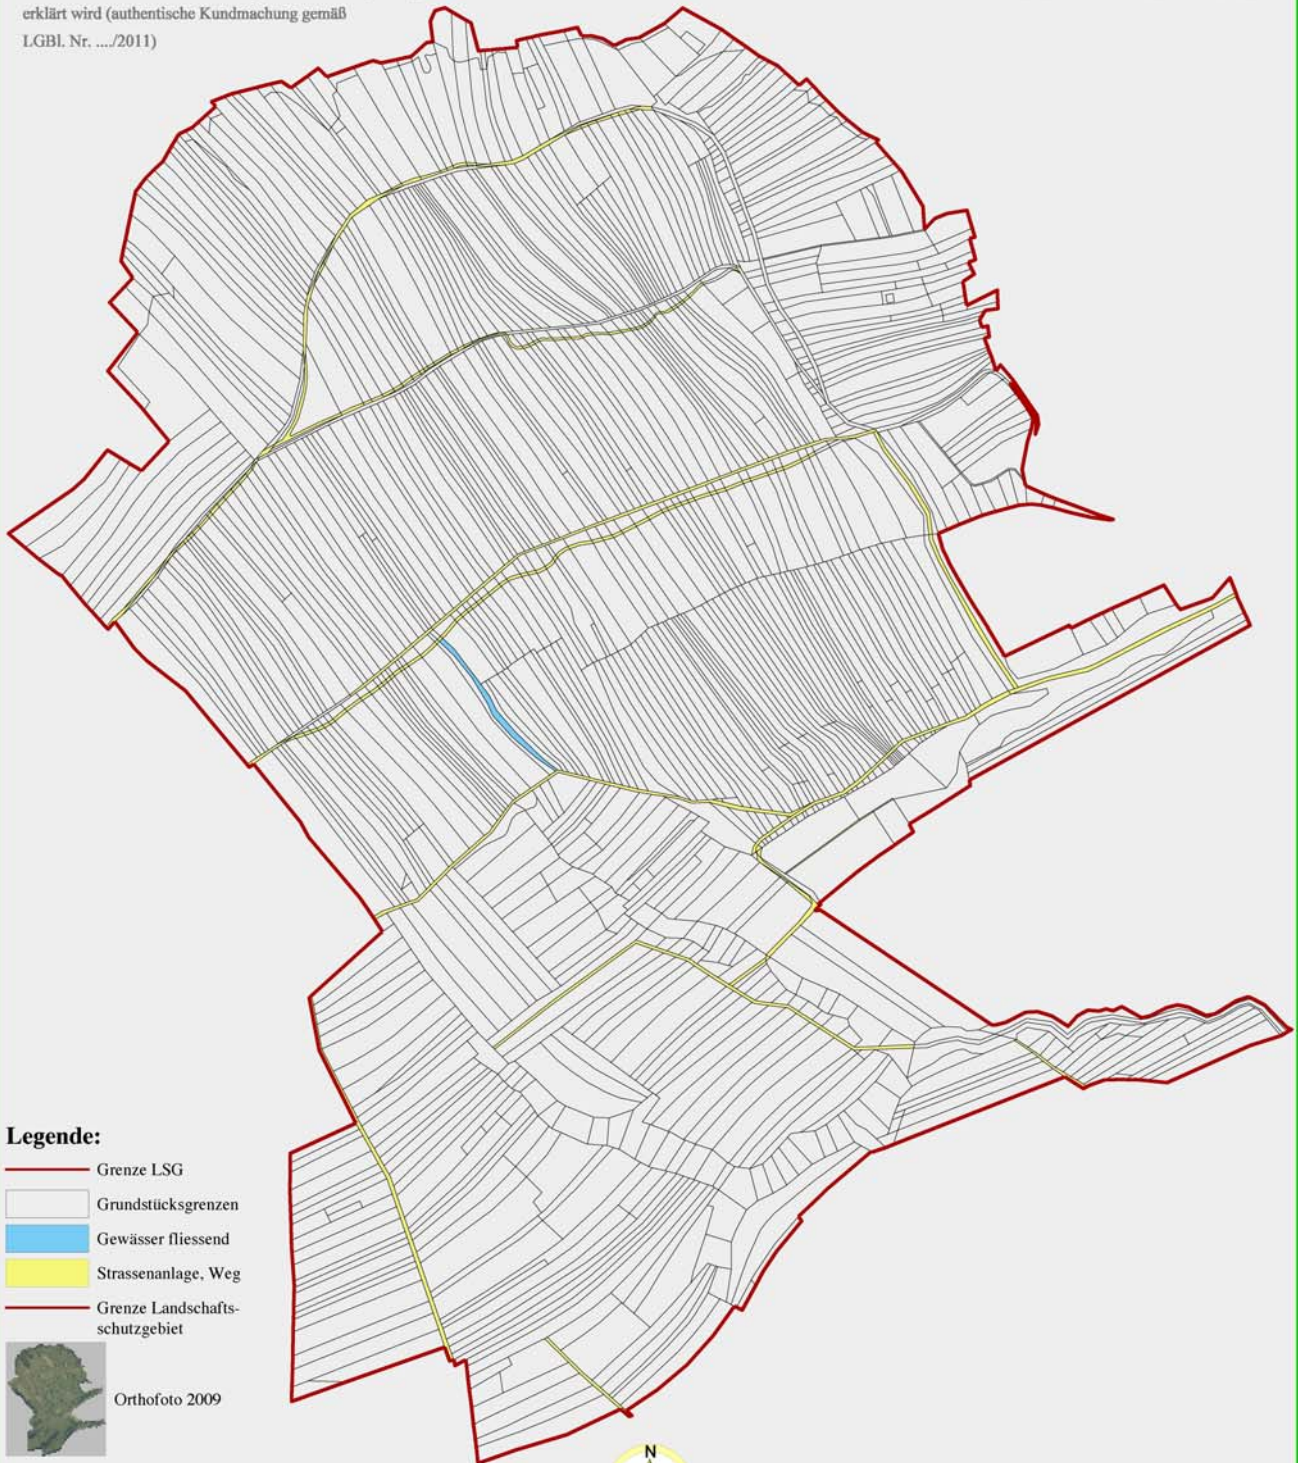 erklärt wird (authentische Kundmachung gemäß
LGBl. Nr. ..../2011)
Legende:
Grenze LSG
Grundstücksgrenzen
Gewässer fliessend
Strassenanlage, Weg
Grenze Landschafts-
schutzgebiet
Orthofoto 2009
N